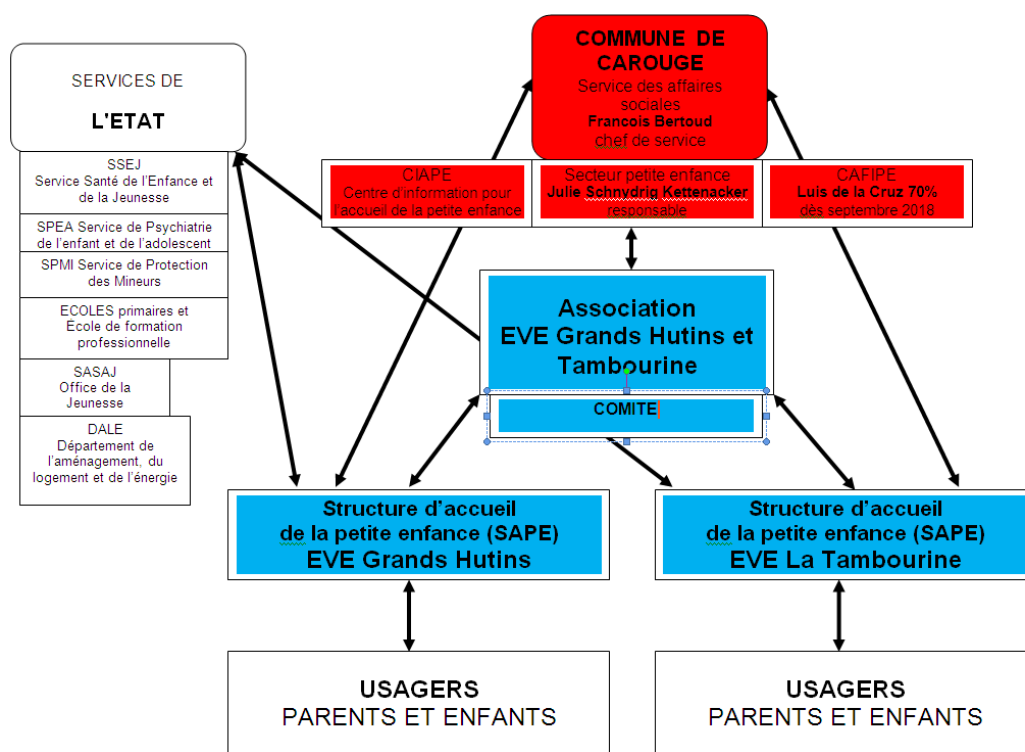 SERVICES DE
L'ETAT
SSEJ
Service Santé de l'Enfance et
de la Jeunesse
SPEA Service de Psychiatrie
de l'enfant et de l'adolescent
SPMI Service de Protection
des Mineurs
ECOLES primaires et
École de formation
professionnelle
SASAJ
Office de la
Jeunesse
DALE
Département de
l'aménagement, du
logement et de l'énergie
COMMUNE DE
CAROUGE
Service des affaires
sociales
Francois Bertoud
chef de service
CIAPE
Centre d'information pour
l'accueil de la petite enfance
Secteur petite enfance
Julie Schnvdrig Kettenacker
responsable
CAFIPE
Luis de la Cruz 70%
dès septembre 2018
Association
EVE Grands Hutins et
Tambourine
COMITE
Structure d'accueil
de la petite enfance (SAPE)
EVE Grands Hutins
Structure d'accueil
de la petite enfance (SAPE)
EVE La Tambourine
USAGERS
PARENTS ET ENFANTS
USAGERS
PARENTS ET ENFANTS